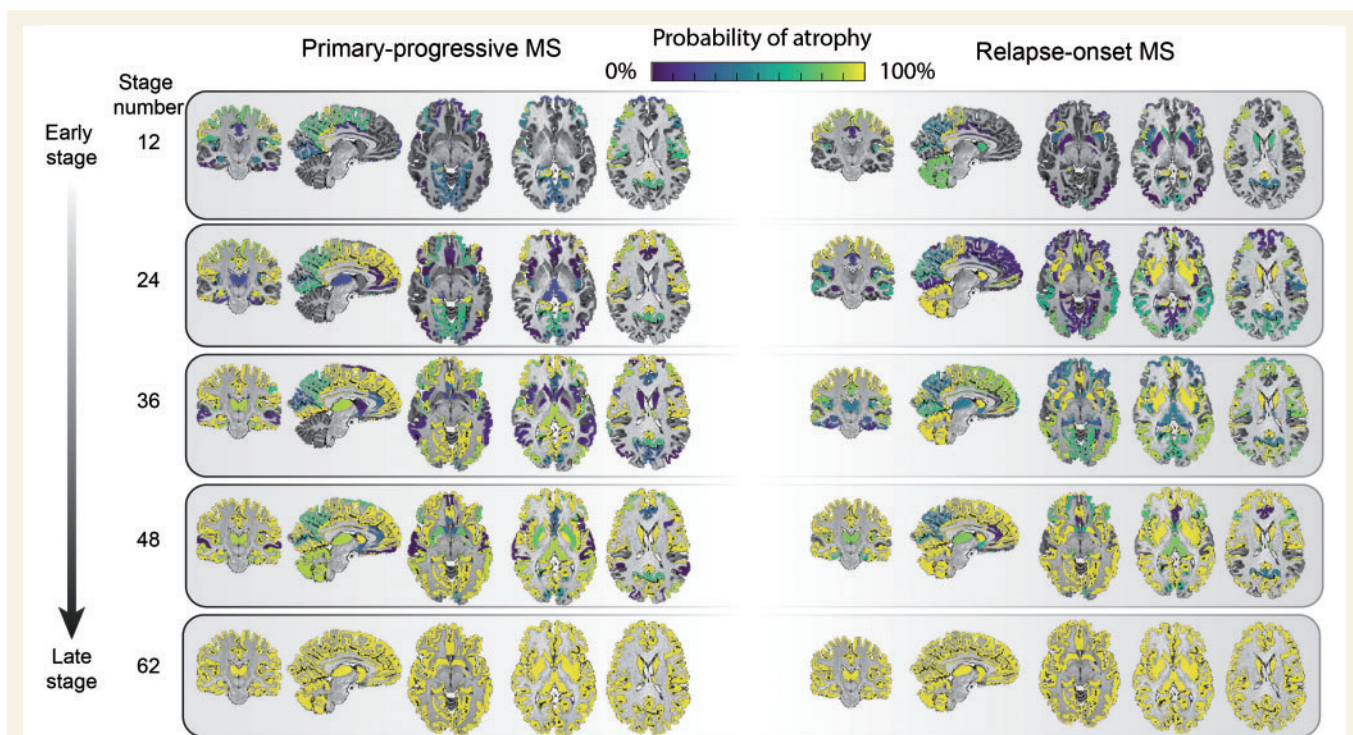 Primary-progressive MS
Probability of atrophy
0% 100%
Relapse-onset MS
Stage
number
Early
stage
12
24
36
48
Late
stage
62